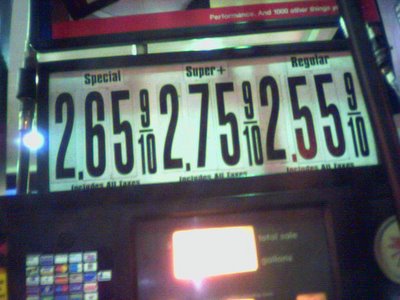 Performance. And 1000 other things
Special Super+ Regular
2.65 9/10 2.75 9/10 2.55 9/10
Includes All Taxes Includes All Taxes Includes All Taxes
total sale
gallons